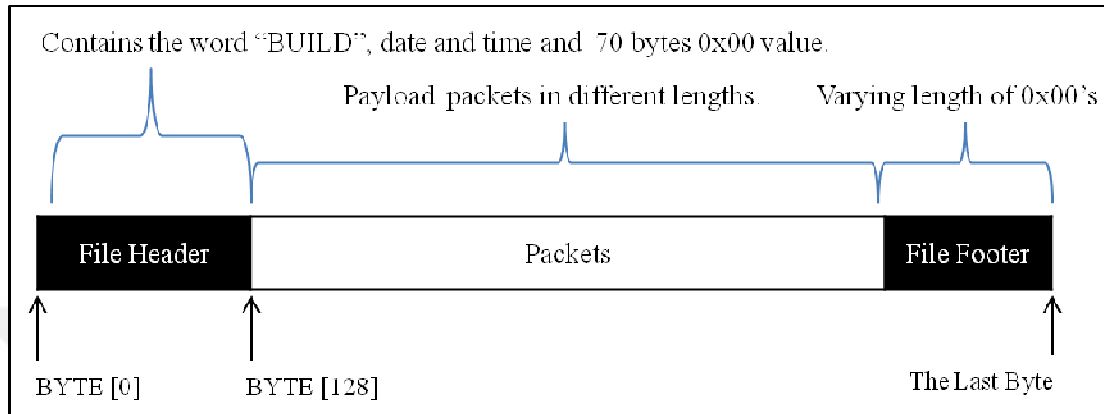 Contains the word “BUILD”, date and time and 70 bytes 0x00 value.
Payload packets in different lengths.
Varying length of 0x00’s
File Header
Packets
File Footer
BYTE [0]
BYTE [128]
The Last Byte